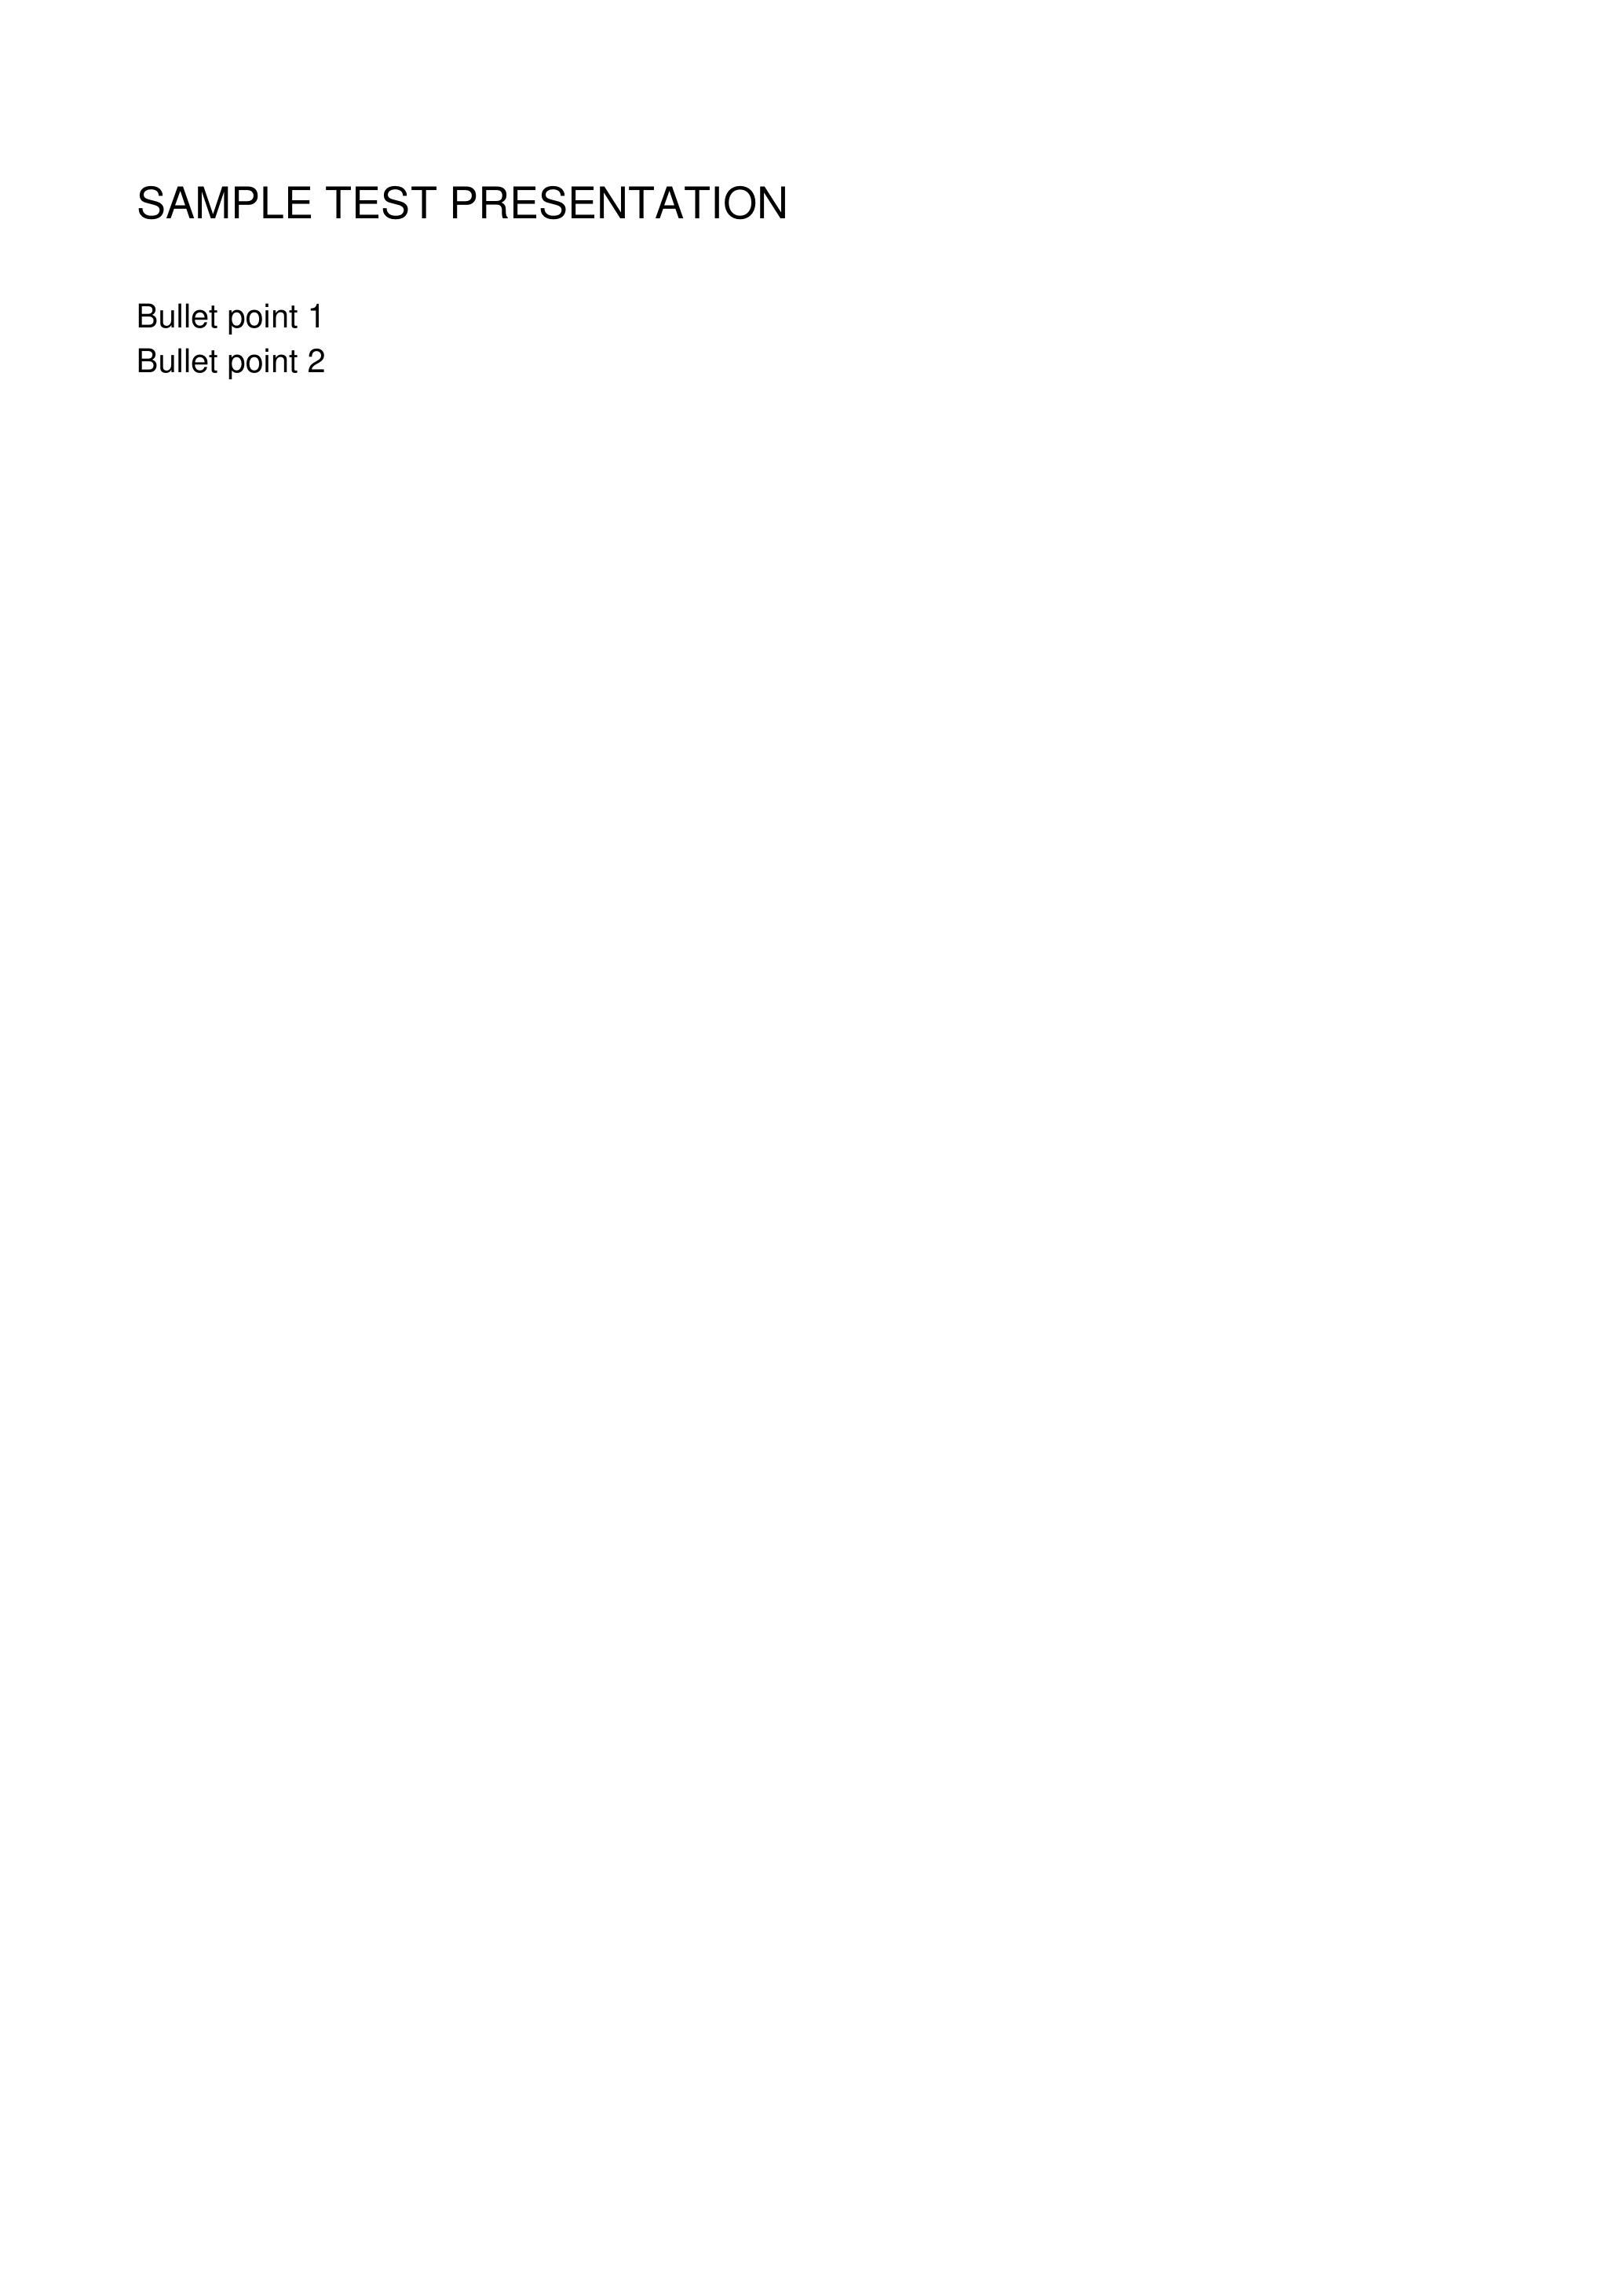 SAMPLE TEST PRESENTATION
Bullet point 1
Bullet point 2